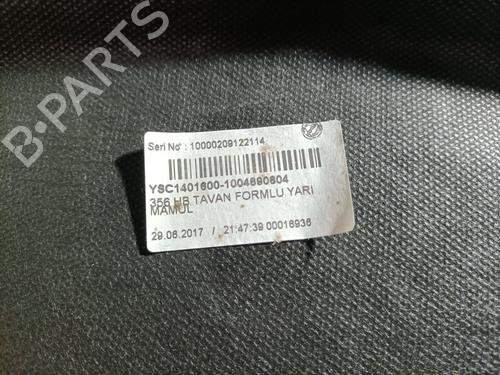 B-PARTS
Seri No : 10000209122114
YSC1401600-1004690604
356 HB TAVAN FORMLU YARI
MAMUL
29.06.2017 / 21:47:39 00016936
B-PARTS